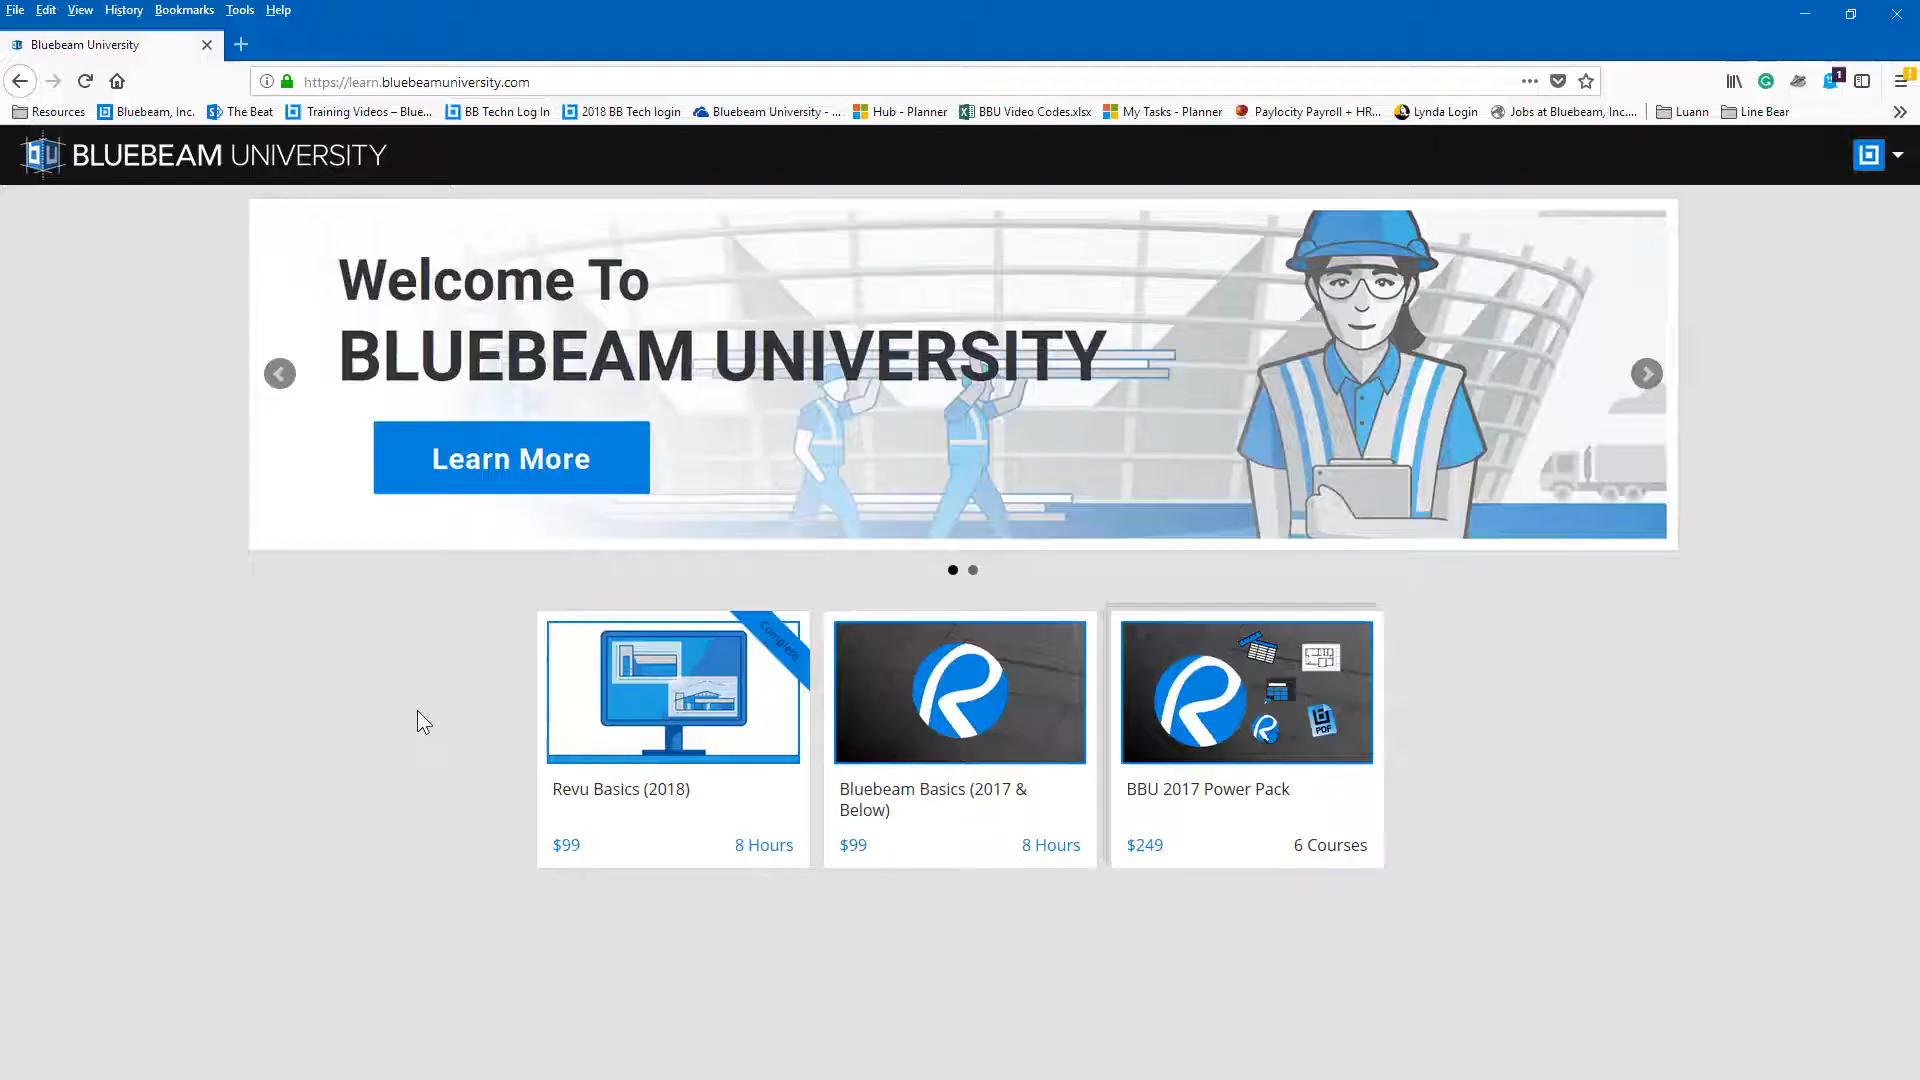 File Edit View History Bookmarks Tools Help
Bluebeam University
https://learn.bluebeamuniversity.com
1
Resources Bluebeam, Inc. The Beat Training Videos – Blue... BB Techn Log In 2018 BB Tech login Bluebeam University - ... Hub - Planner BBU Video Codes.xlsx My Tasks - Planner Paylocity Payroll + HR... Lynda Login Jobs at Bluebeam, Inc.... Luann Line Bear
BLUEBEAM UNIVERSITY
Welcome To
BLUEBEAM UNIVERSITY
Learn More
Complete
PDF
Revu Basics (2018)
$99 8 Hours
Bluebeam Basics (2017 &
Below)
$99 8 Hours
BBU 2017 Power Pack
$249 6 Courses